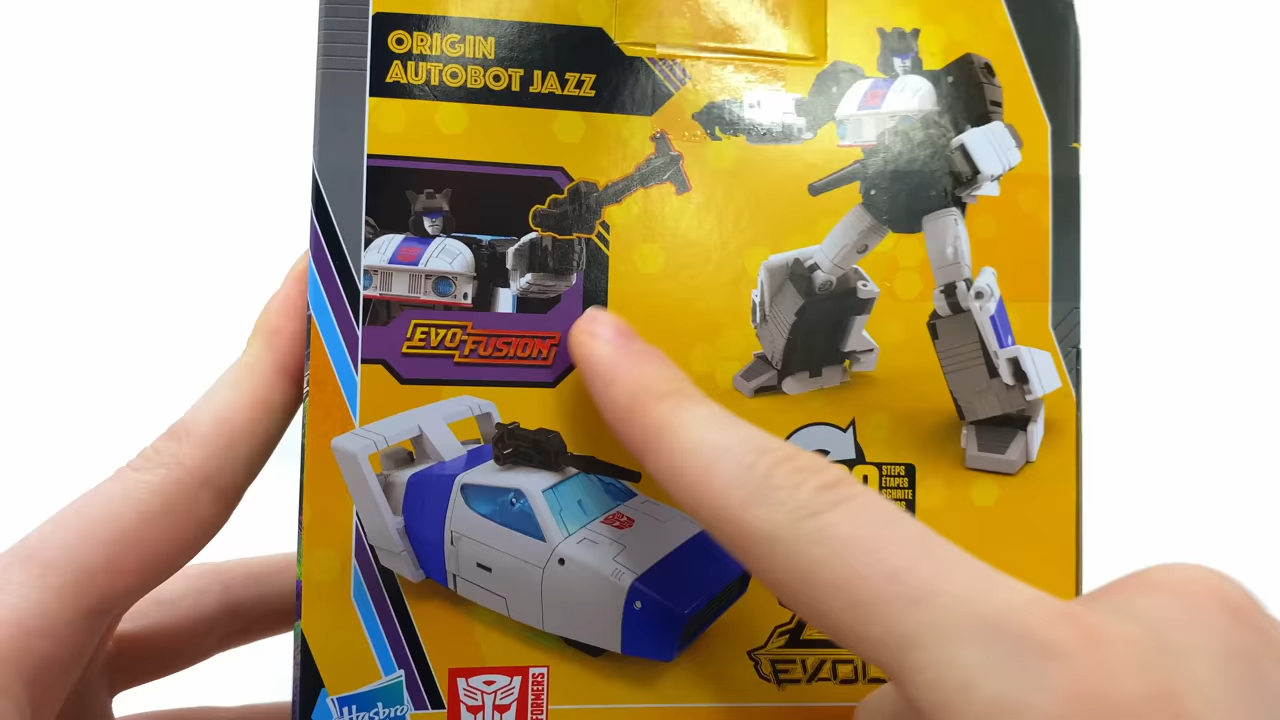 ORIGIN
AUTOBOT JAZZ
EVO-FUSION
STEPS
ÉTAPES
SCHRITE
Hasbro